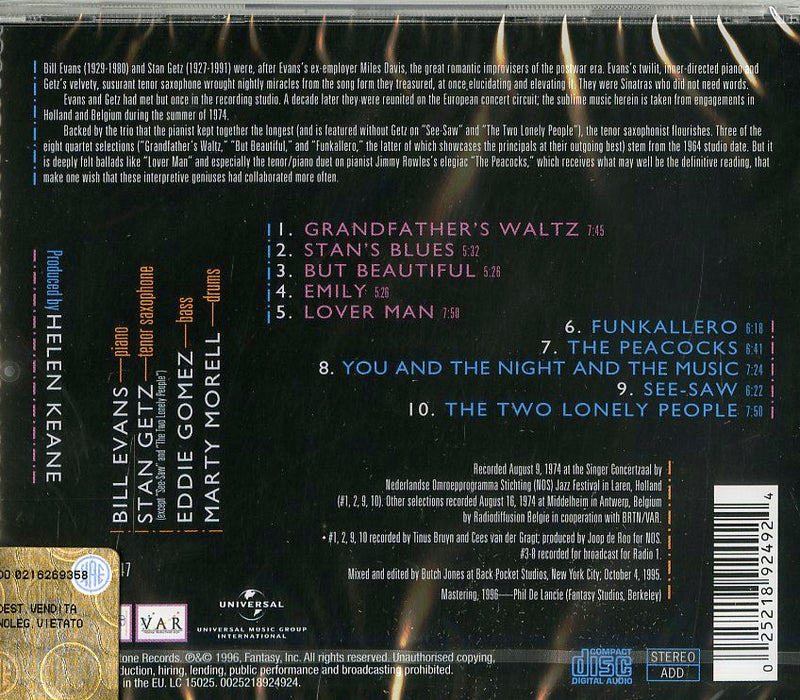 Bill Evans (1929-1980) and Stan Getz (1927-1991) were, after Evans's ex-employer Miles Davis, the great romantic improvisers of the postwar era. Evans's twilit, inner-directed piano and
Getz's velvety, susurant tenor saxophone wrought nightly miracles from the song form they treasured, at once elucidating and elevating it. They were Sinatras who did not need words.
Evans and Getz had met but once in the recording studio. A decade later they were reunited on the European concert circuit; the sublime music herein is taken from engagements in
Holland and Belgium during the summer of 1974.
Backed by the trio that the pianist kept together the longest (and is featured without Getz on "See-Saw" and "The Two Lonely People"), the tenor saxophonist flourishes. Three of the
eight quartet selections ("Grandfather's Waltz," "But Beautiful," and "Funkallero," the latter of which showcases the principals at their outgoing best) stem from the 1964 studio date. But it
is deeply felt ballads like "Lover Man" and especially the tenor/piano duet on pianist Jimmy Rowles's elegiac "The Peacocks," which receives what may well be the definitive reading, that
make one wish that these interpretive geniuses had collaborated more often.
1. GRANDFATHER'S WALTZ 7:45
2. STAN'S BLUES 5:32
3. BUT BEAUTIFUL 5:26
4. EMILY 5:26
5. LOVER MAN 7:50
6. FUNKALLERO 6:18
7. THE PEACOCKS 6:41
8. YOU AND THE NIGHT AND THE MUSIC 7:24
9. SEE-SAW 6:22
10. THE TWO LONELY PEOPLE 7:50
Produced by HELEN KEANE
BILL EVANS—piano
STAN GETZ—tenor saxophone
(except "See-Saw" and "The Two Lonely People")
EDDIE GOMEZ—bass
MARTY MORELL—drums
Recorded August 9, 1974 at the Singer Concertzaal by
Nederlandse Omroepprogramma Stichting (NOS) Jazz Festival in Laren, Holland
(#1, 2, 9, 10). Other selections recorded August 16, 1974 at Middelheim in Antwerp, Belgium
by Radiodiffusion Belgie in cooperation with BRTN/VAR.
• #1, 2, 9, 10 recorded by Tinus Bruyn and Cees van der Gragt; produced by Joop de Roo for NOS.
#3-8 recorded for broadcast for Radio 1.
Mixed and edited by Butch Jones at Back Pocket Studios, New York City; October 4, 1995.
Mastering, 1996—Phil De Lancie (Fantasy Studios, Berkeley)
0 25218 92492 4
0216269358
DEST. VENDITA
NOLEG. VIETATO
SIAE
47
VAR
UNIVERSAL
UNIVERSAL MUSIC GROUP
INTERNATIONAL
tone Records. ℗&© 1996, Fantasy, Inc. All rights reserved. Unauthorised copying,
duction, hiring, lending, public performance and broadcasting prohibited.
in the EU. LC 15025. 0025218924924.
COMPACT
disc
DIGITAL AUDIO
STEREO
ADD